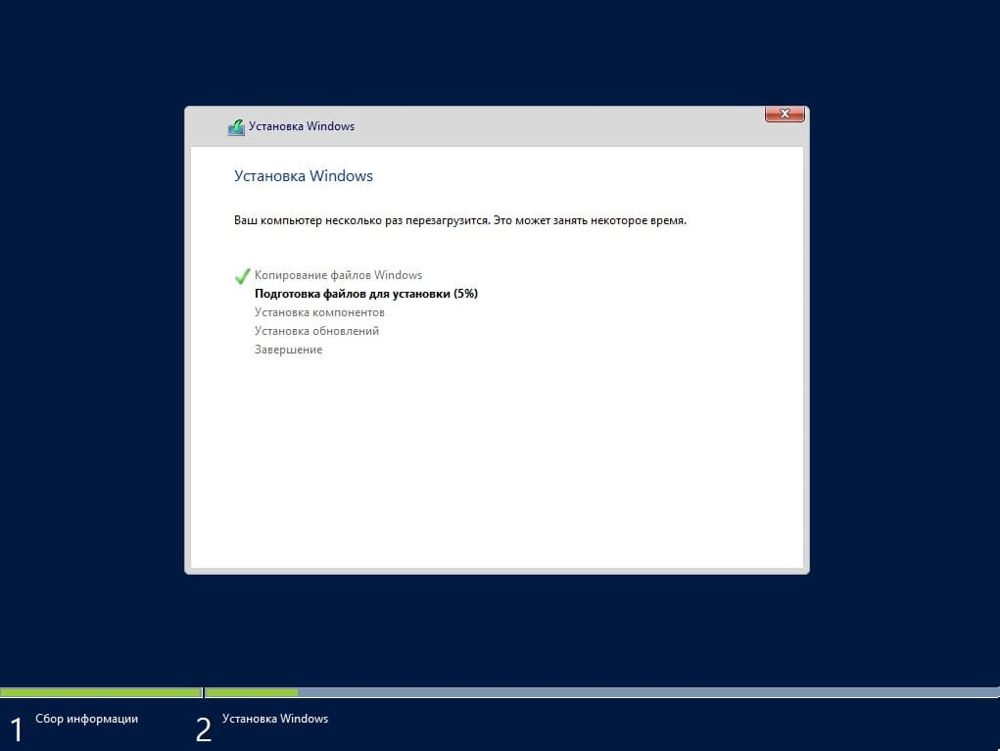 Установка Windows
Установка Windows
Ваш компьютер несколько раз перезагрузится. Это может занять некоторое время.
Копирование файлов Windows
Подготовка файлов для установки (5%)
Установка компонентов
Установка обновлений
Завершение
1 Сбор информации
2 Установка Windows